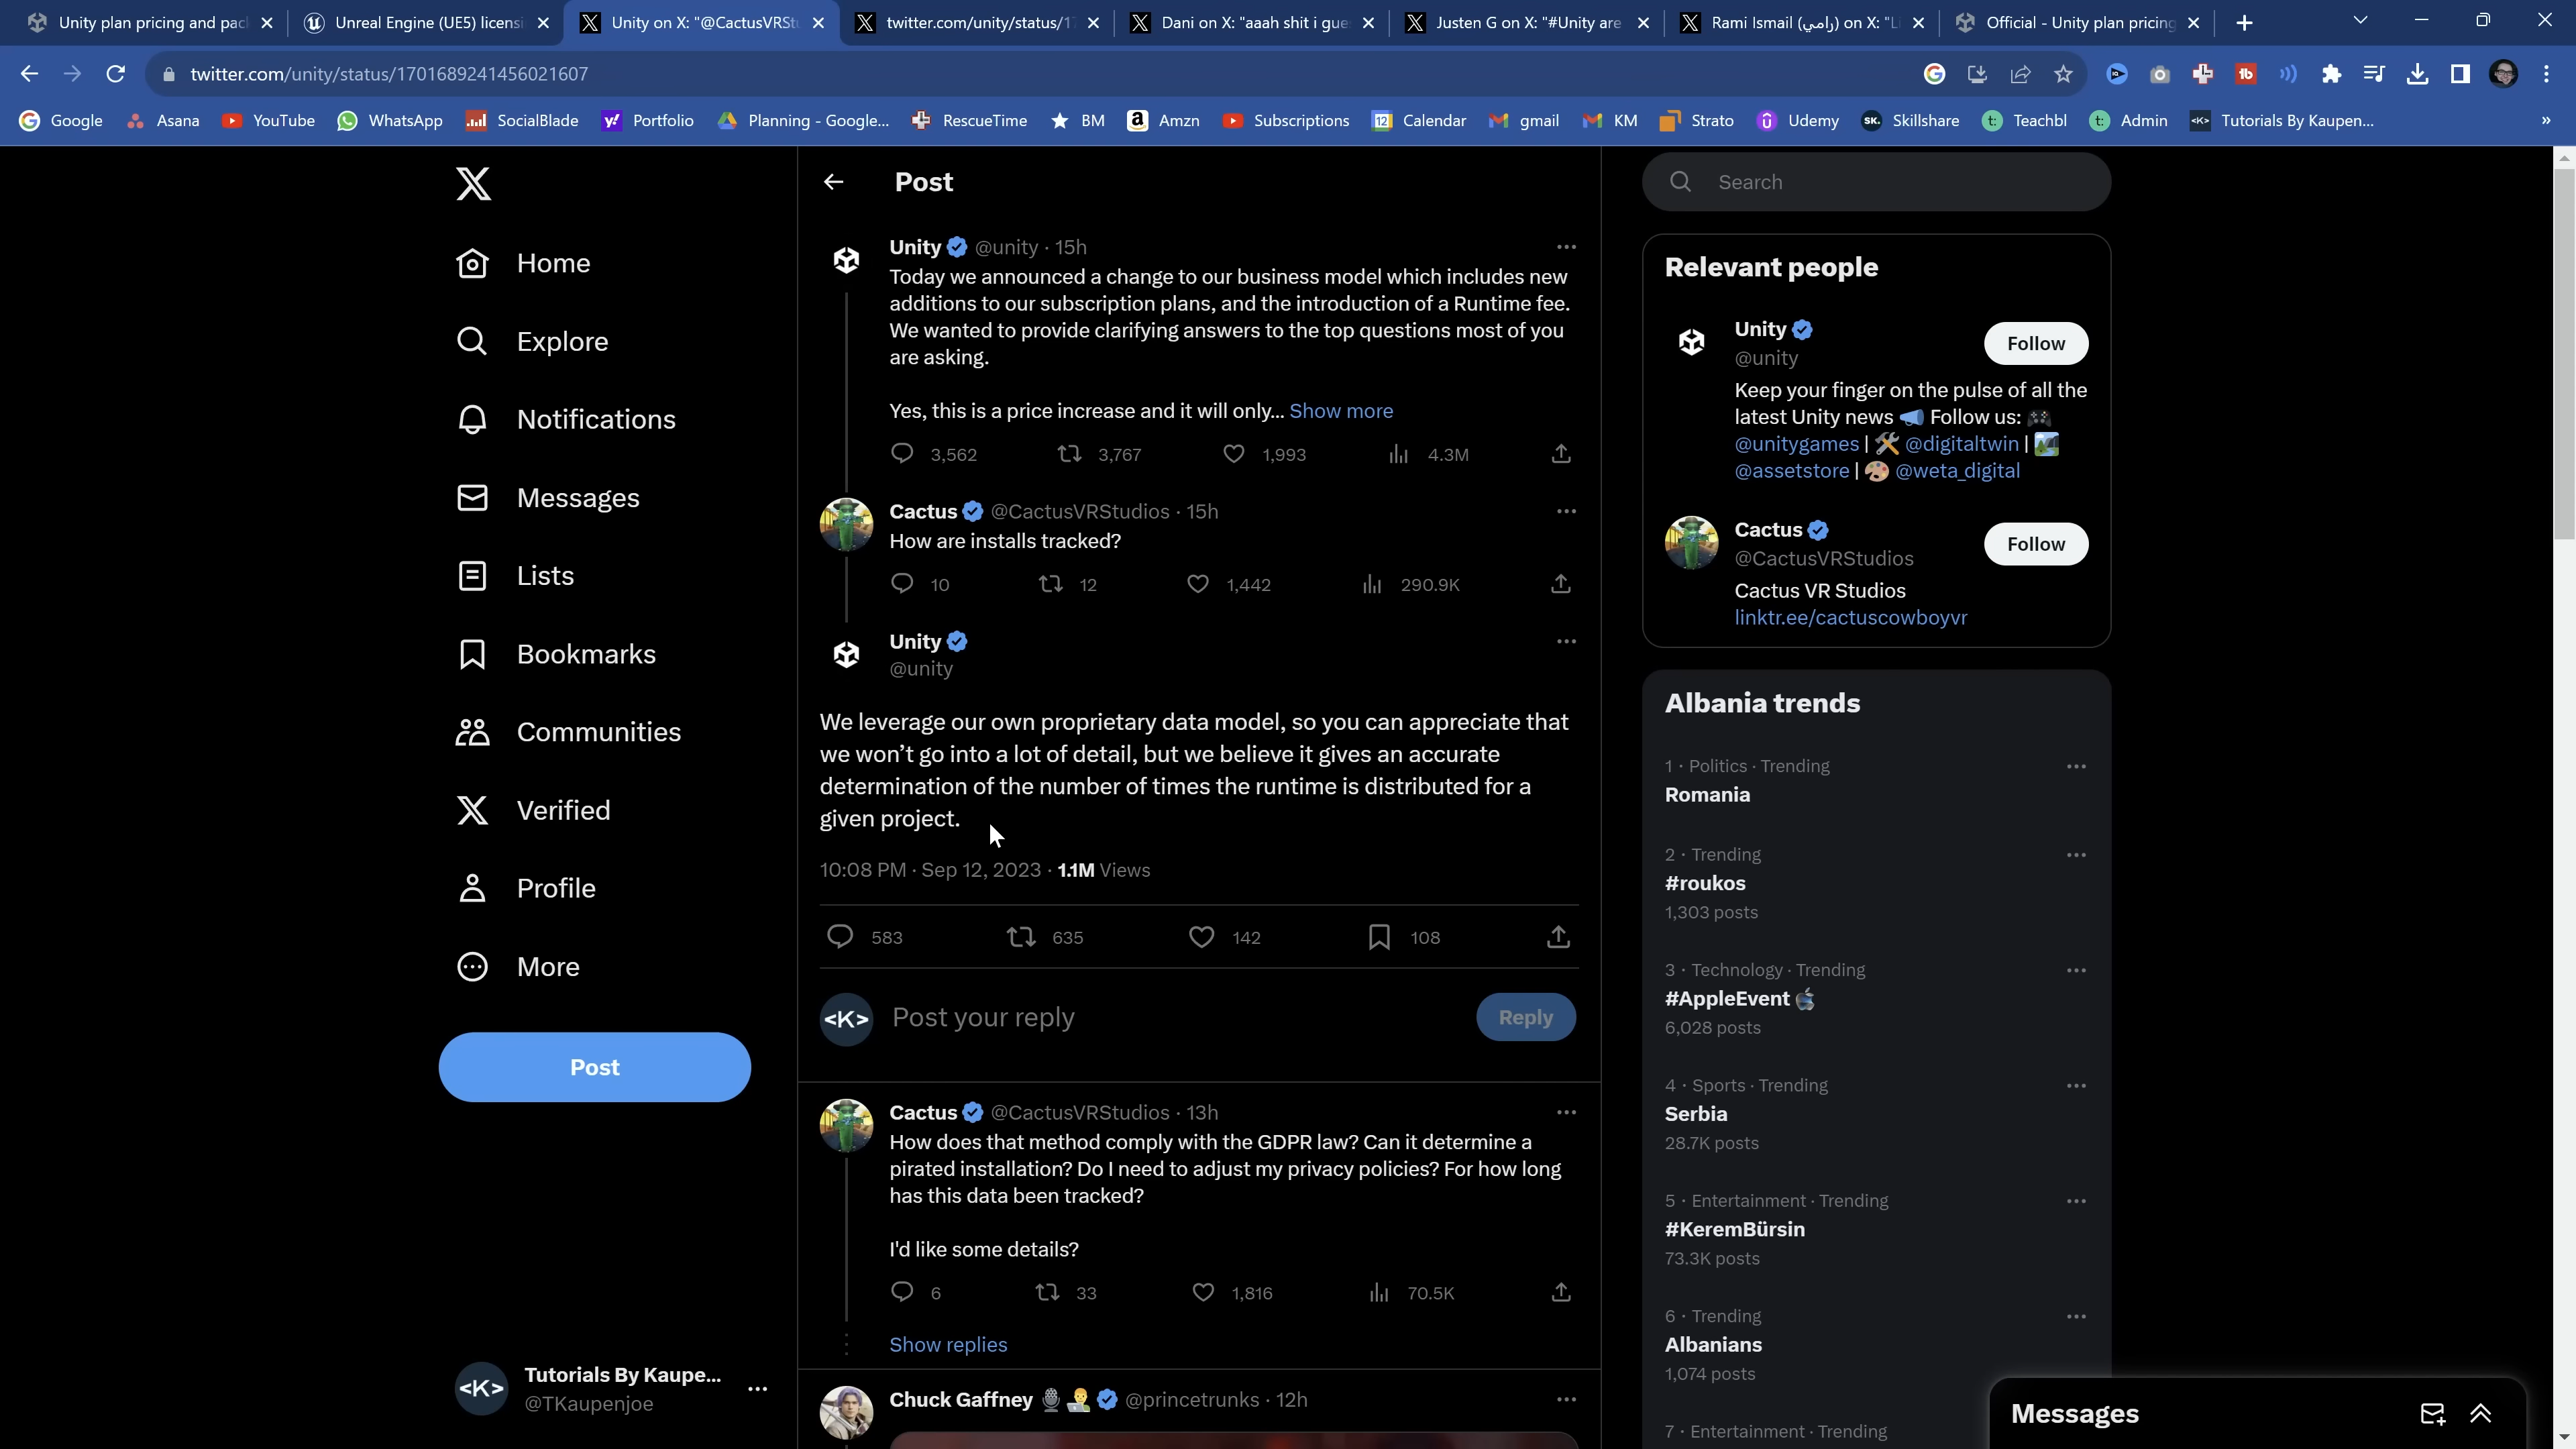 Unity plan pricing and pac
Unreal Engine (UE5) licensi
Unity on X: "@CactusVRStu
twitter.com/unity/status/17
Dani on X: "aaah shit i gue
Justen G on X: "#Unity are
Rami Ismail (رامي) on X: "Ll
Official - Unity plan pricing
twitter.com/unity/status/1701689241456021607
Google
Asana
YouTube
WhatsApp
SocialBlade
Portfolio
Planning - Google...
RescueTime
BM
Amzn
Subscriptions
Calendar
gmail
KM
Strato
Udemy
Skillshare
Teachbl
Admin
Tutorials By Kaupen...
Home
Explore
Notifications
Messages
Lists
Bookmarks
Communities
Verified
Profile
More
Post
<K>
Tutorials By Kaupe...
@TKaupenjoe
Post
Unity @unity · 15h
Today we announced a change to our business model which includes new
additions to our subscription plans, and the introduction of a Runtime fee.
We wanted to provide clarifying answers to the top questions most of you
are asking.
Yes, this is a price increase and it will only... Show more
3,562 3,767 1,993 4.3M
Cactus @CactusVRStudios · 15h
How are installs tracked?
10 12 1,442 290.9K
Unity
@unity
We leverage our own proprietary data model, so you can appreciate that
we won't go into a lot of detail, but we believe it gives an accurate
determination of the number of times the runtime is distributed for a
given project.
10:08 PM · Sep 12, 2023 · 1.1M Views
583 635 142 108
<K> Post your reply Reply
Cactus @CactusVRStudios · 13h
How does that method comply with the GDPR law? Can it determine a
pirated installation? Do I need to adjust my privacy policies? For how long
has this data been tracked?
I'd like some details?
6 33 1,816 70.5K
Show replies
Chuck Gaffney @princetrunks · 12h
Search
Relevant people
Unity
@unity
Follow
Keep your finger on the pulse of all the
latest Unity news Follow us:
@unitygames | @digitaltwin |
@assetstore | @weta_digital
Cactus
@CactusVRStudios
Follow
Cactus VR Studios
linktr.ee/cactuscowboyvr
Albania trends
1 · Politics · Trending
Romania
2 · Trending
#roukos
1,303 posts
3 · Technology · Trending
#AppleEvent
6,028 posts
4 · Sports · Trending
Serbia
28.7K posts
5 · Entertainment · Trending
#KeremBürsin
73.3K posts
6 · Trending
Albanians
1,074 posts
7 · Entertainment · Trending
Messages